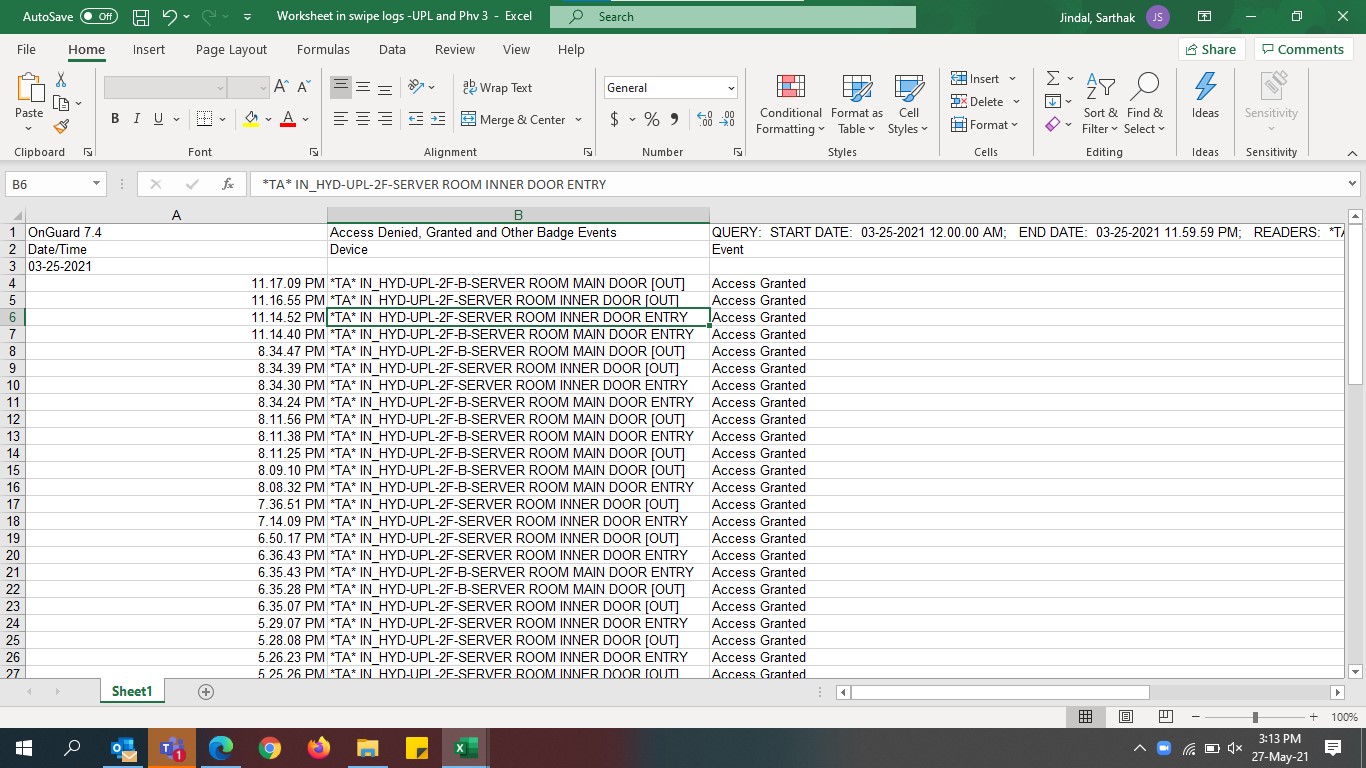 AutoSave Off Worksheet in swipe logs -UPL and Phv 3 - Excel Search Jindal, Sarthak JS
File Home Insert Page Layout Formulas Data Review View Help Share Comments
Paste
B I U
ab Wrap Text
Merge & Center
General
$ % 9
Conditional Formatting
Format as Table
Cell Styles
Insert
Delete
Format
Sort & Filter
Find & Select
Ideas
Sensitivity
Clipboard Font Alignment Number Styles Cells Editing Ideas Sensitivity
B6 fx *TA* IN_HYD-UPL-2F-SERVER ROOM INNER DOOR ENTRY
A B
1 OnGuard 7.4 Access Denied, Granted and Other Badge Events QUERY: START DATE: 03-25-2021 12.00.00 AM; END DATE: 03-25-2021 11.59.59 PM; READERS: *TA
2 Date/Time Device Event
3 03-25-2021
4 11.17.09 PM *TA* IN_HYD-UPL-2F-B-SERVER ROOM MAIN DOOR [OUT] Access Granted
5 11.16.55 PM *TA* IN_HYD-UPL-2F-SERVER ROOM INNER DOOR [OUT] Access Granted
6 11.14.52 PM *TA* IN_HYD-UPL-2F-SERVER ROOM INNER DOOR ENTRY Access Granted
7 11.14.40 PM *TA* IN_HYD-UPL-2F-B-SERVER ROOM MAIN DOOR ENTRY Access Granted
8 8.34.47 PM *TA* IN_HYD-UPL-2F-B-SERVER ROOM MAIN DOOR [OUT] Access Granted
9 8.34.39 PM *TA* IN_HYD-UPL-2F-SERVER ROOM INNER DOOR [OUT] Access Granted
10 8.34.30 PM *TA* IN_HYD-UPL-2F-SERVER ROOM INNER DOOR ENTRY Access Granted
11 8.34.24 PM *TA* IN_HYD-UPL-2F-B-SERVER ROOM MAIN DOOR ENTRY Access Granted
12 8.11.56 PM *TA* IN_HYD-UPL-2F-B-SERVER ROOM MAIN DOOR [OUT] Access Granted
13 8.11.38 PM *TA* IN_HYD-UPL-2F-B-SERVER ROOM MAIN DOOR ENTRY Access Granted
14 8.11.25 PM *TA* IN_HYD-UPL-2F-B-SERVER ROOM MAIN DOOR [OUT] Access Granted
15 8.09.10 PM *TA* IN_HYD-UPL-2F-B-SERVER ROOM MAIN DOOR [OUT] Access Granted
16 8.08.32 PM *TA* IN_HYD-UPL-2F-B-SERVER ROOM MAIN DOOR ENTRY Access Granted
17 7.36.51 PM *TA* IN_HYD-UPL-2F-SERVER ROOM INNER DOOR [OUT] Access Granted
18 7.14.09 PM *TA* IN_HYD-UPL-2F-SERVER ROOM INNER DOOR ENTRY Access Granted
19 6.50.17 PM *TA* IN_HYD-UPL-2F-SERVER ROOM INNER DOOR [OUT] Access Granted
20 6.36.43 PM *TA* IN_HYD-UPL-2F-SERVER ROOM INNER DOOR ENTRY Access Granted
21 6.35.43 PM *TA* IN_HYD-UPL-2F-B-SERVER ROOM MAIN DOOR ENTRY Access Granted
22 6.35.28 PM *TA* IN_HYD-UPL-2F-B-SERVER ROOM MAIN DOOR [OUT] Access Granted
23 6.35.07 PM *TA* IN_HYD-UPL-2F-SERVER ROOM INNER DOOR [OUT] Access Granted
24 5.29.07 PM *TA* IN_HYD-UPL-2F-SERVER ROOM INNER DOOR ENTRY Access Granted
25 5.28.08 PM *TA* IN_HYD-UPL-2F-SERVER ROOM INNER DOOR [OUT] Access Granted
26 5.26.23 PM *TA* IN_HYD-UPL-2F-SERVER ROOM INNER DOOR ENTRY Access Granted
27 5.25.26 PM *TA* IN_HYD-UPL-2F-SERVER ROOM INNER DOOR [OUT] Access Granted
Sheet1
100%
3:13 PM
27-May-21